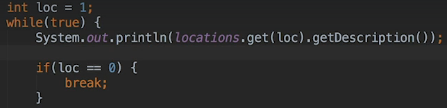 int loc = 1;
while(true) {
System.out.println(locations.get(loc).getDescription());
if(loc == 0) {
break;
}